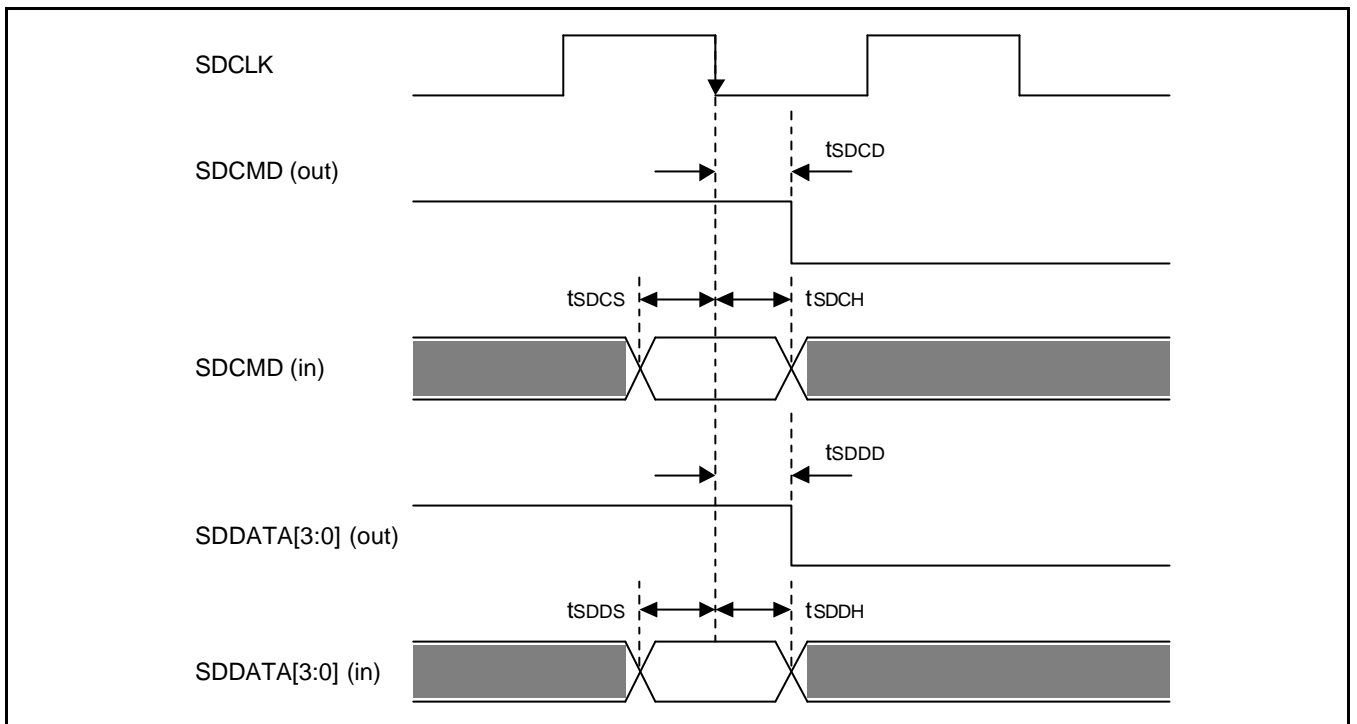 SDCLK
tSDCD
SDCMD (out)
tSDCS
tSDCH
SDCMD (in)
tSDDD
SDDATA[3:0] (out)
tSDDS
tSDDH
SDDATA[3:0] (in)